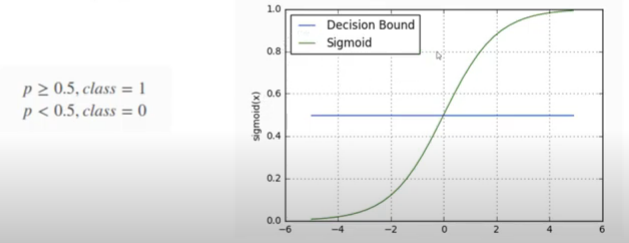 p ≥ 0.5, class = 1
p < 0.5, class = 0
Decision Bound
Sigmoid
sigmoid(x)
1.0
0.8
0.6
0.4
0.2
0.0
−6 −4 −2 0 2 4 6